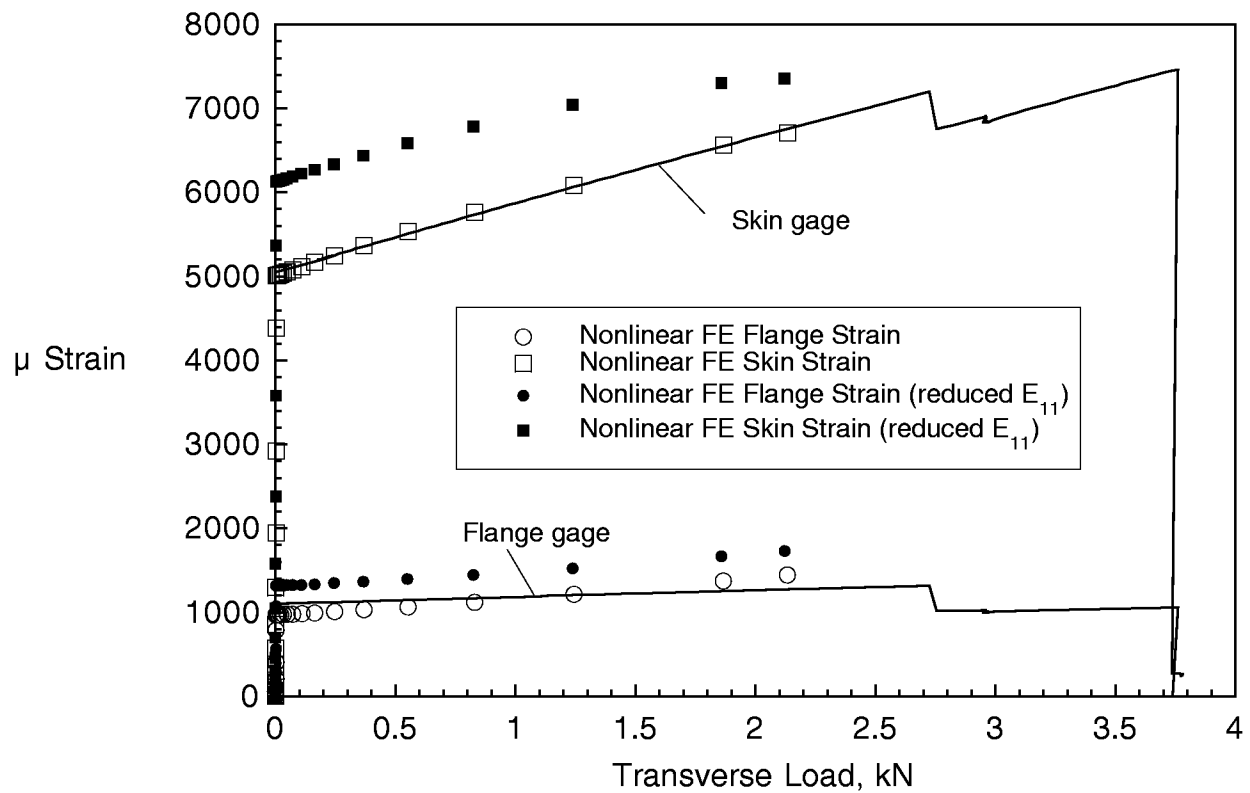 8000
7000
6000
5000
4000
3000
2000
1000
0
µ Strain
Skin gage
Nonlinear FE Flange Strain
Nonlinear FE Skin Strain
Nonlinear FE Flange Strain (reduced E11)
Nonlinear FE Skin Strain (reduced E11)
Flange gage
0 0.5 1 1.5 2 2.5 3 3.5 4
Transverse Load, kN